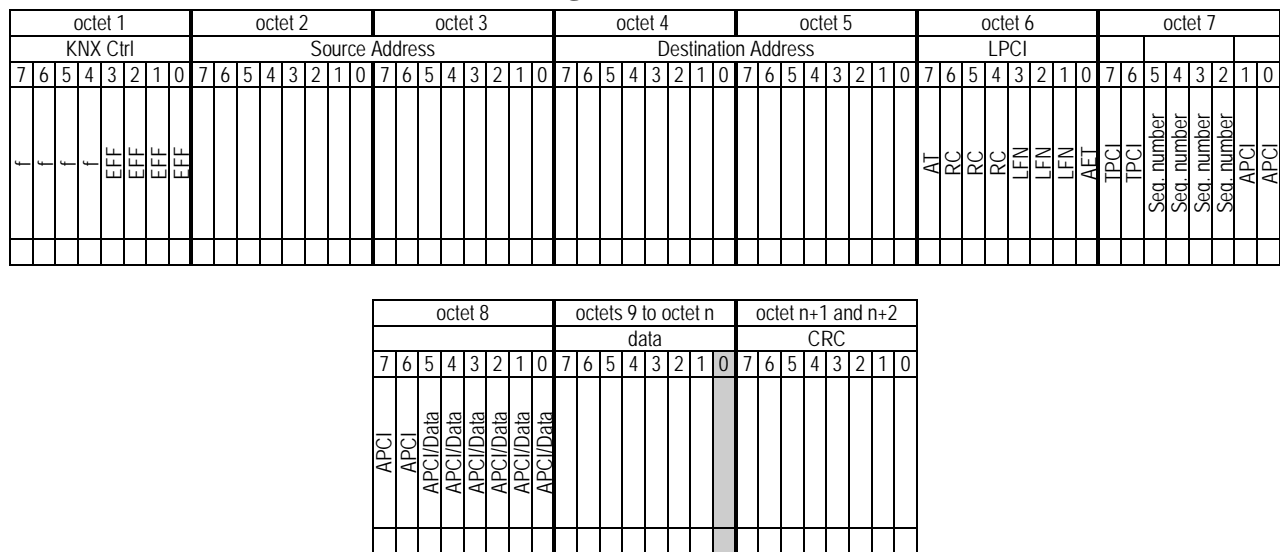 octet 1 octet 2 octet 3 octet 4 octet 5 octet 6 octet 7
KNX Ctrl Source Address Destination Address LPCI
7 6 5 4 3 2 1 0 7 6 5 4 3 2 1 0 7 6 5 4 3 2 1 0 7 6 5 4 3 2 1 0 7 6 5 4 3 2 1 0 7 6 5 4 3 2 1 0 7 6 5 4 3 2 1 0
f f f f EFF EFF EFF EFF AT RC RC RC LFN LFN LFN AET TPCI TPCI Seq. number Seq. number Seq. number Seq. number APCI APCI
octet 8 octets 9 to octet n octet n+1 and n+2
data CRC
7 6 5 4 3 2 1 0 7 6 5 4 3 2 1 0 7 6 5 4 3 2 1 0
APCI APCI APCI/Data APCI/Data APCI/Data APCI/Data APCI/Data APCI/Data